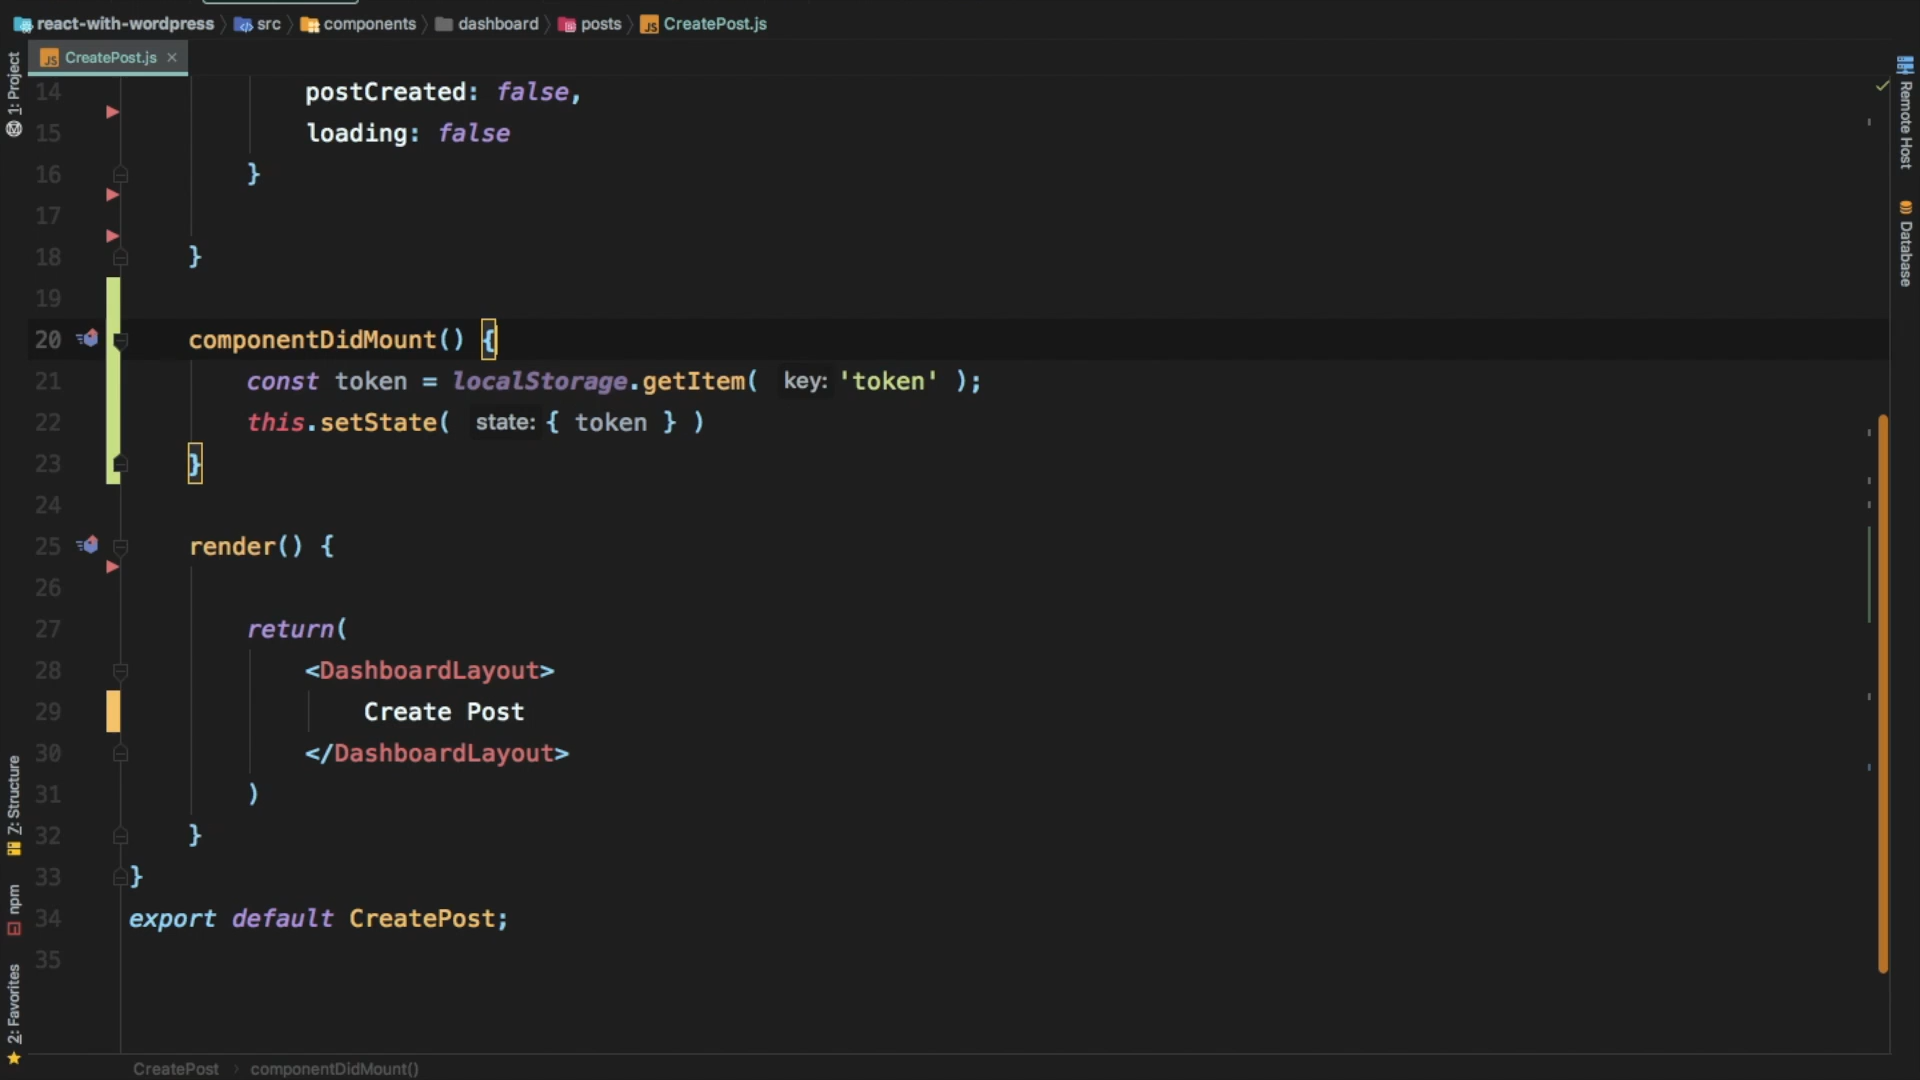 react-with-wordpress src components dashboard posts CreatePost.js
CreatePost.js
1: Project
Remote Host
Database
14 postCreated: false,
15 loading: false
16 }
17
18 }
19
20 componentDidMount() {
21 const token = localStorage.getItem( key: 'token' );
22 this.setState( state: { token } )
23 }
24
25 render() {
26
27 return(
28 <DashboardLayout>
29 Create Post
30 </DashboardLayout>
31 )
32 }
33 }
34 export default CreatePost;
35
Z: Structure
npm
2: Favorites
CreatePost › componentDidMount()